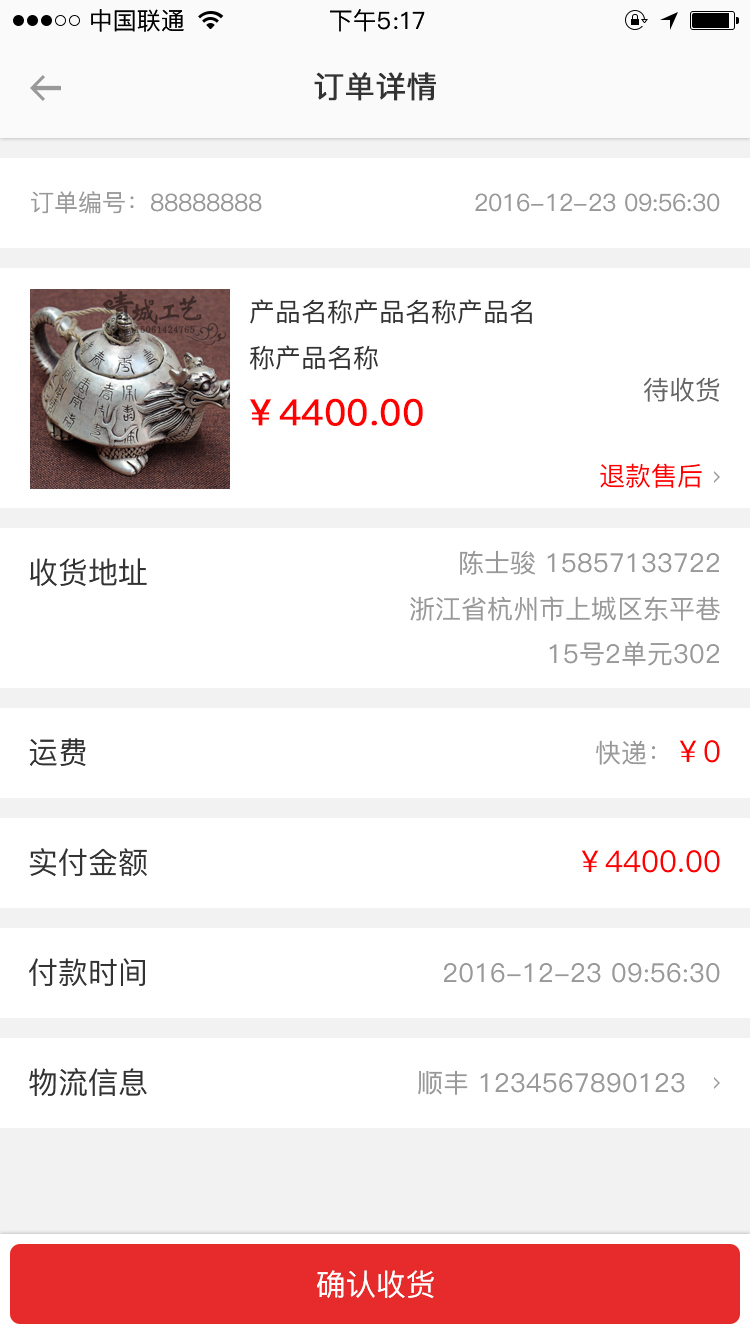 中国联通
下午5:17
订单详情
订单编号：88888888
2016-12-23 09:56:30
产品名称产品名称产品名
称产品名称
￥4400.00
待收货
退款售后
收货地址
陈士骏 15857133722
浙江省杭州市上城区东平巷
15号2单元302
运费
快递：￥0
实付金额
￥4400.00
付款时间
2016-12-23 09:56:30
物流信息
顺丰 1234567890123
确认收货